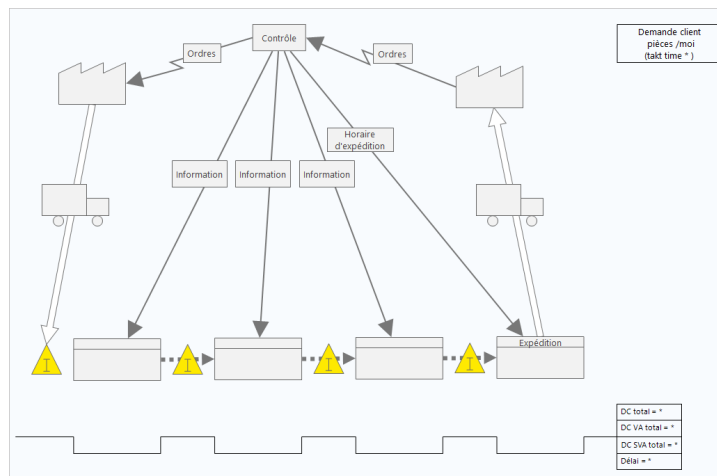 Contrôle
Ordres
Ordres
Demande client
pièces /moi
(takt time * )
Horaire
d'expédition
Information
Information
Information
Expédition
I
I
I
I
DC total = *
DC VA total = *
DC SVA total = *
Délai = *